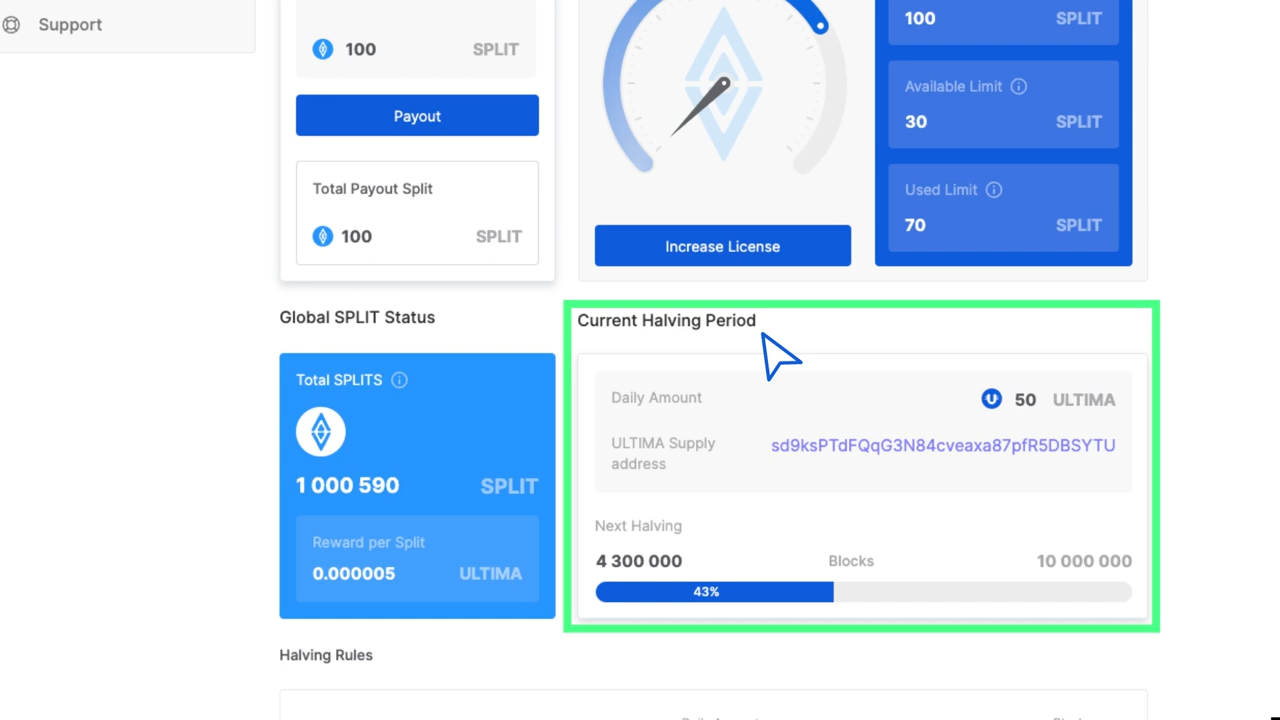 Support
100 SPLIT
Payout
Total Payout Split
100 SPLIT
Increase License
100 SPLIT
Available Limit
30 SPLIT
Used Limit
70 SPLIT
Global SPLIT Status
Total SPLITS
1 000 590 SPLIT
Reward per Split
0.000005 ULTIMA
Current Halving Period
Daily Amount 50 ULTIMA
ULTIMA Supply address
sd9ksPTdFQqG3N84cveaxa87pfR5DBSYTU
Next Halving
4 300 000 Blocks 10 000 000
43%
Halving Rules